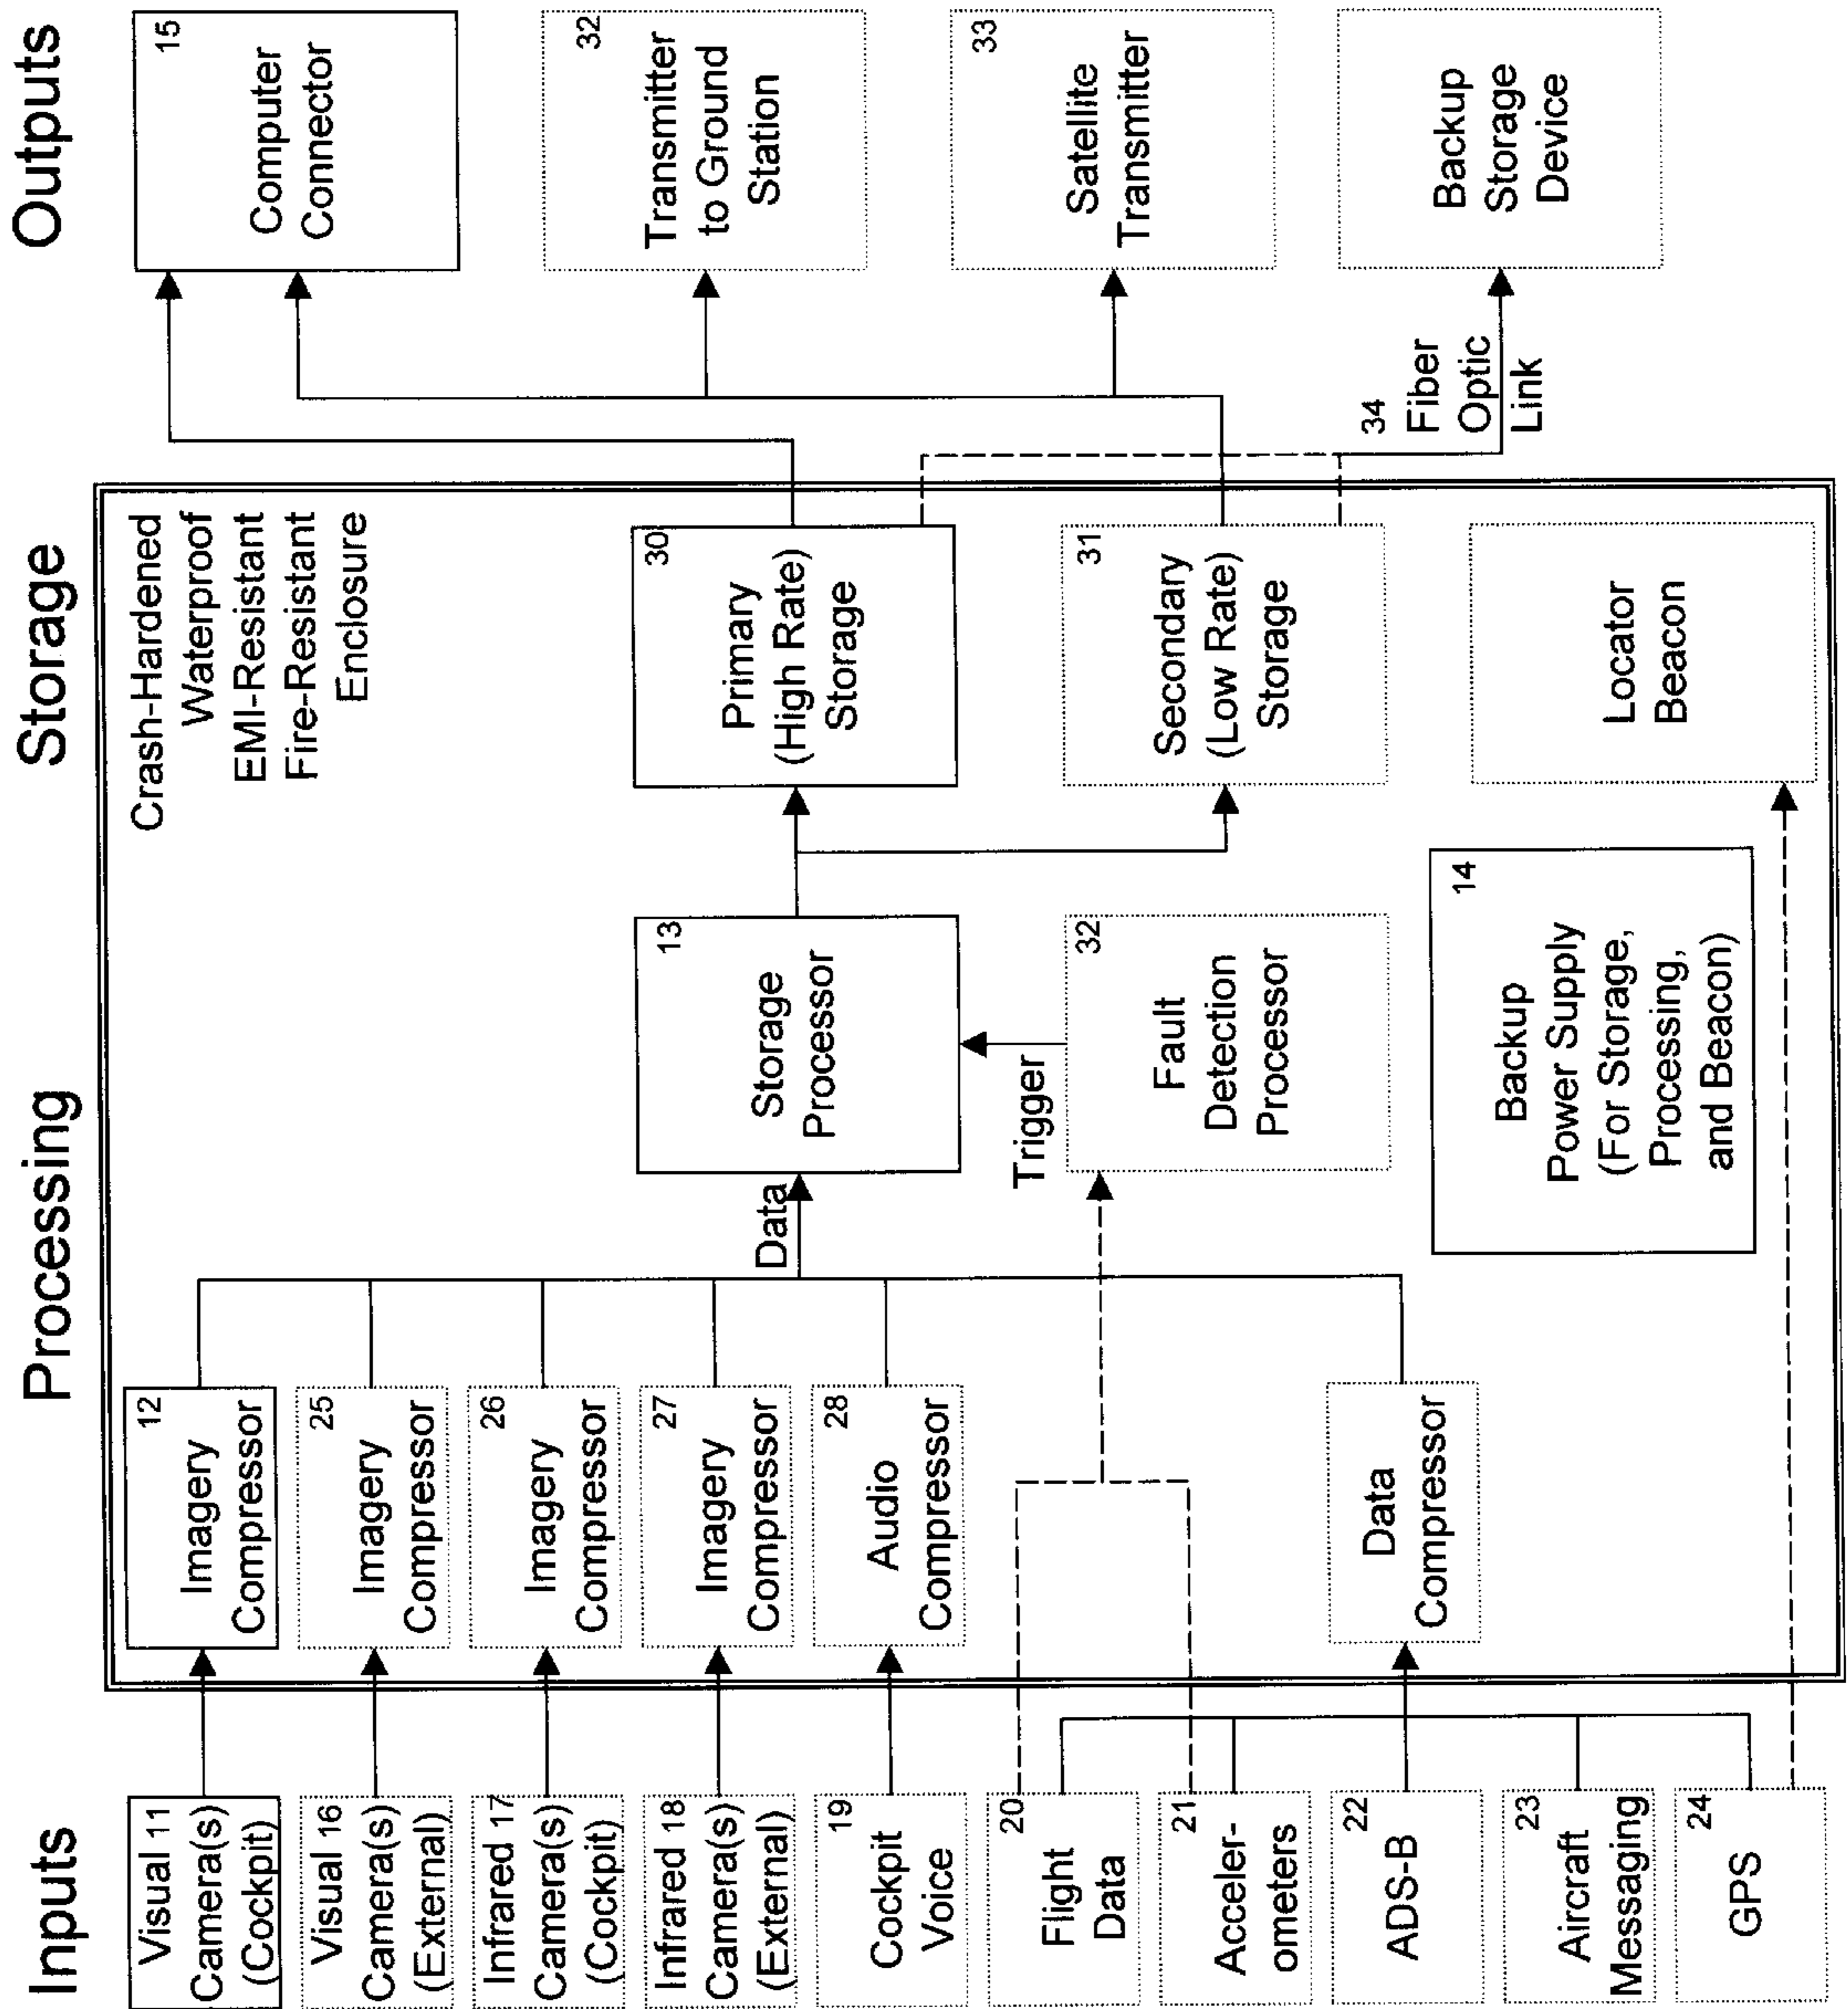 Inputs
Processing
Storage
Outputs
Visual 11
Camera(s)
(Cockpit)
Visual 16
Camera(s)
(External)
Infrared 17
Camera(s)
(Cockpit)
Infrared 18
Camera(s)
(External)
19
Cockpit
Voice
20
Flight
Data
21
Acceler-
ometers
22
ADS-B
23
Aircraft
Messaging
24
GPS
12
Imagery
Compressor
25
Imagery
Compressor
26
Imagery
Compressor
27
Imagery
Compressor
28
Audio
Compressor
Data
Compressor
Data
13
Storage
Processor
Trigger
32
Fault
Detection
Processor
14
Backup
Power Supply
(For Storage,
Processing,
and Beacon)
Crash-Hardened
Waterproof
EMI-Resistant
Fire-Resistant
Enclosure
30
Primary
(High Rate)
Storage
31
Secondary
(Low Rate)
Storage
Locator
Beacon
34
Fiber
Optic
Link
15
Computer
Connector
32
Transmitter
to Ground
Station
33
Satellite
Transmitter
Backup
Storage
Device